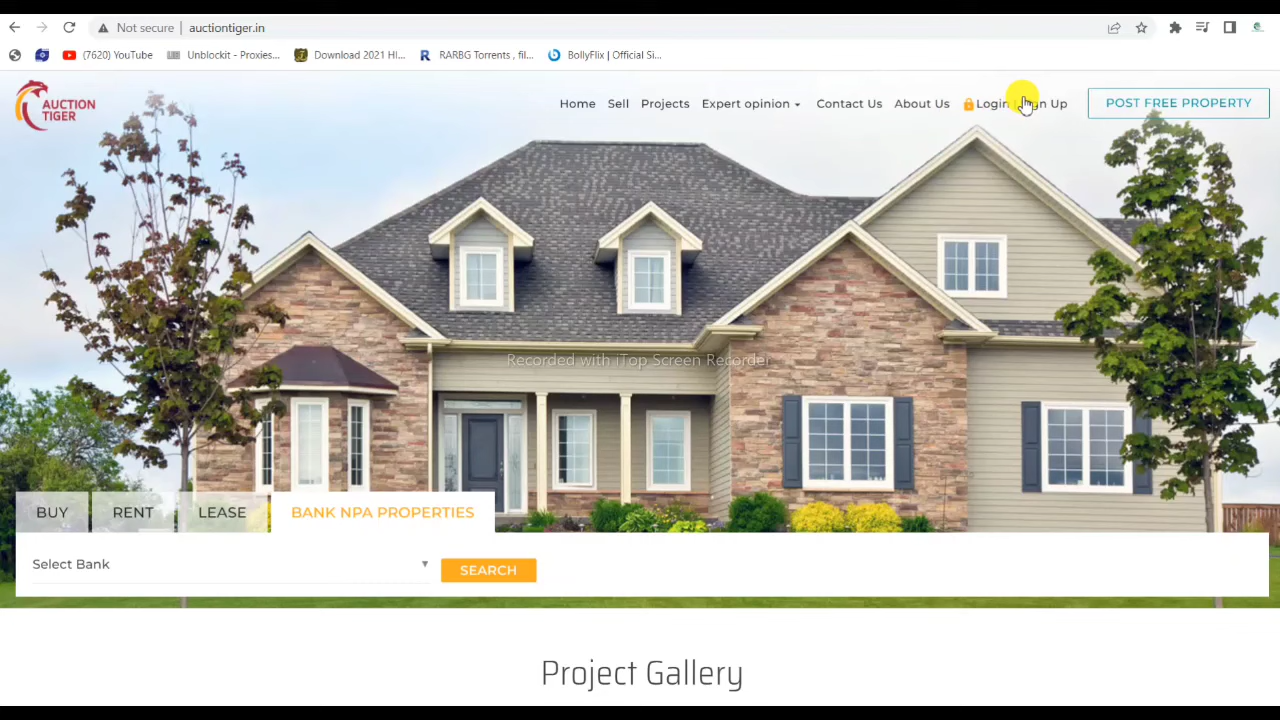 Not secure | auctiontiger.in
(7620) YouTube Unblockit - Proxies... Download 2021 HI... R RARBG Torrents , fil... BollyFlix | Official Si...
AUCTION
TIGER
Home Sell Projects Expert opinion Contact Us About Us Login Up POST FREE PROPERTY
Recorded with iTop Screen Recorder
BUY RENT LEASE BANK NPA PROPERTIES
Select Bank SEARCH
Project Gallery